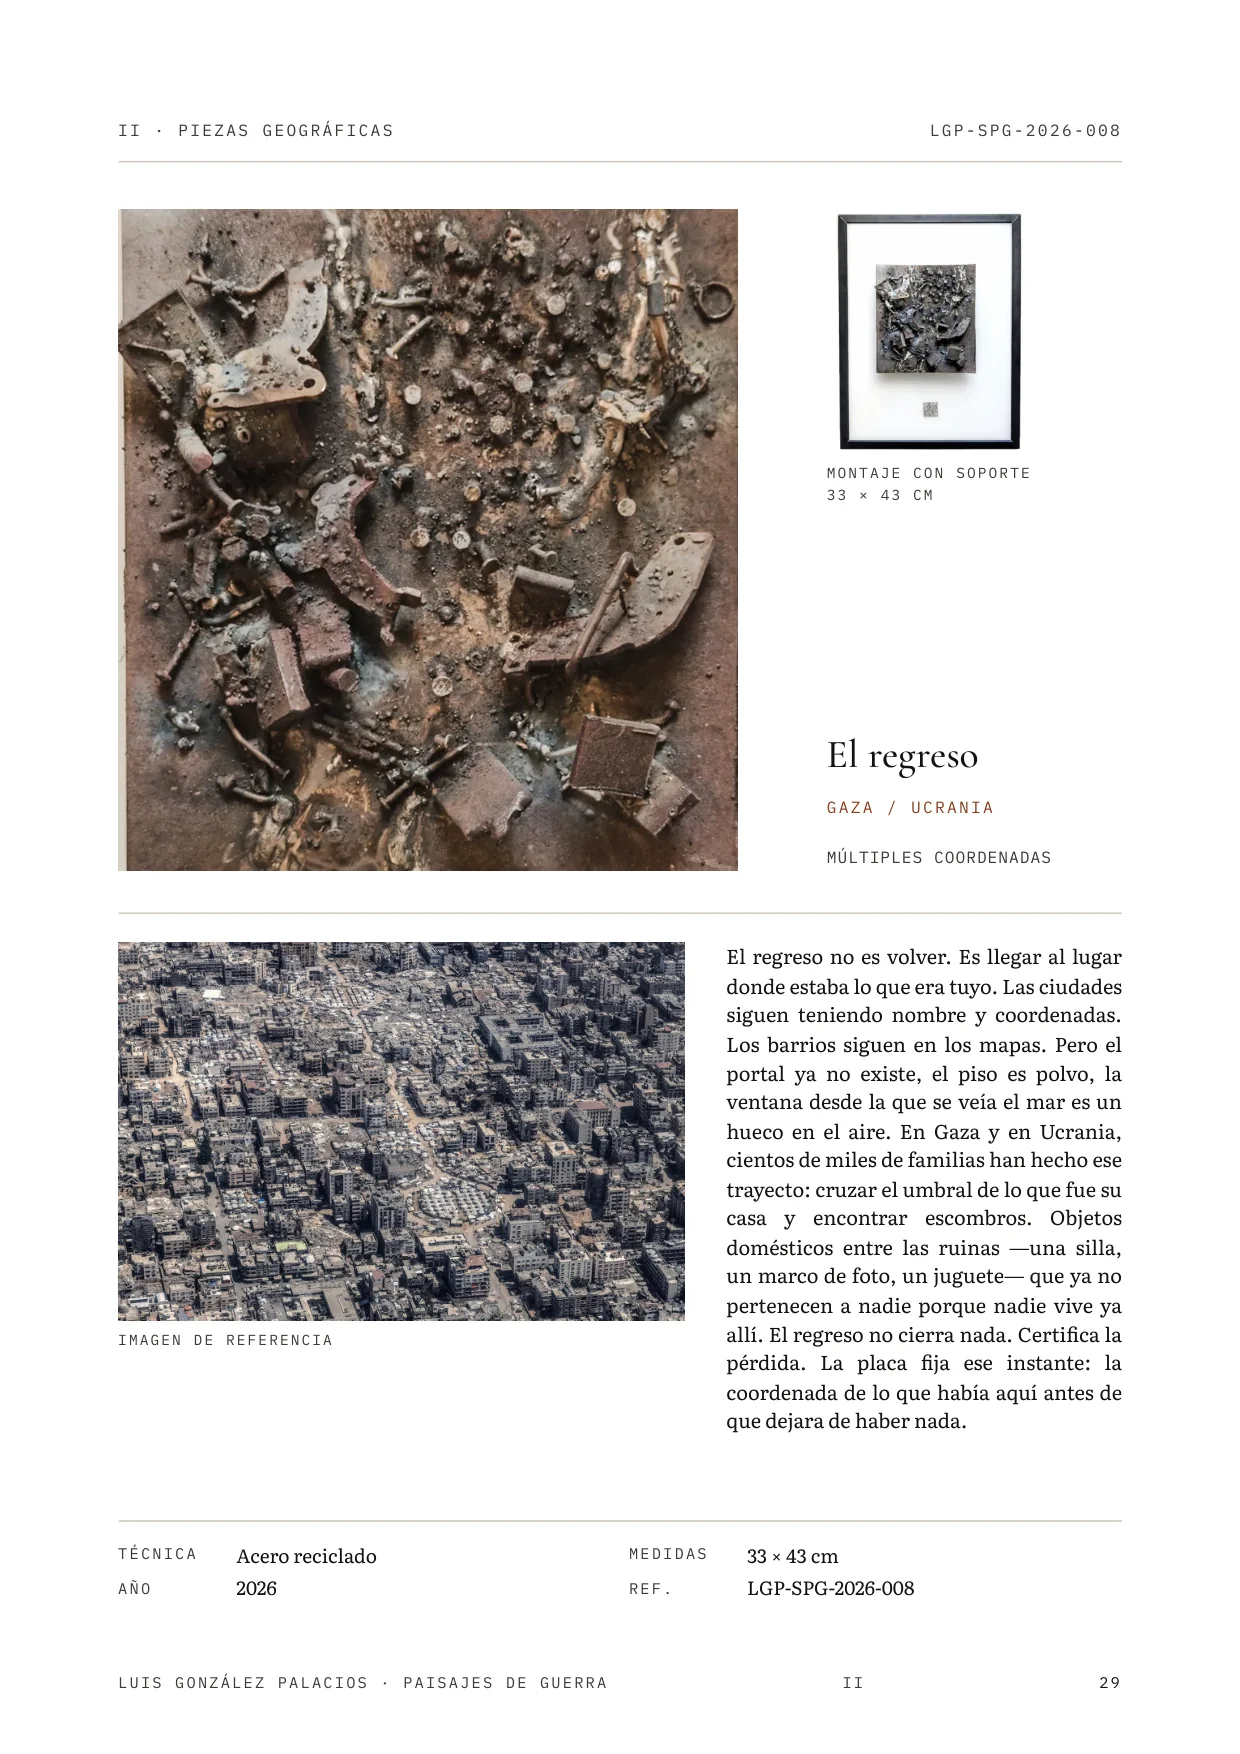 II · PIEZAS GEOGRÁFICAS
LGP-SPG-2026-008
MONTAJE CON SOPORTE
33 × 43 CM
El regreso
GAZA / UCRANIA
MÚLTIPLES COORDENADAS
El regreso no es volver. Es llegar al lugar
donde estaba lo que era tuyo. Las ciudades
siguen teniendo nombre y coordenadas.
Los barrios siguen en los mapas. Pero el
portal ya no existe, el piso es polvo, la
ventana desde la que se veía el mar es un
hueco en el aire. En Gaza y en Ucrania,
cientos de miles de familias han hecho ese
trayecto: cruzar el umbral de lo que fue su
casa y encontrar escombros. Objetos
domésticos entre las ruinas —una silla,
un marco de foto, un juguete— que ya no
pertenecen a nadie porque nadie vive ya
allí. El regreso no cierra nada. Certifica la
pérdida. La placa fija ese instante: la
coordenada de lo que había aquí antes de
que dejara de haber nada.
IMAGEN DE REFERENCIA
TÉCNICA Acero reciclado
MEDIDAS 33 × 43 cm
AÑO 2026
REF. LGP-SPG-2026-008
LUIS GONZÁLEZ PALACIOS · PAISAJES DE GUERRA
II
29